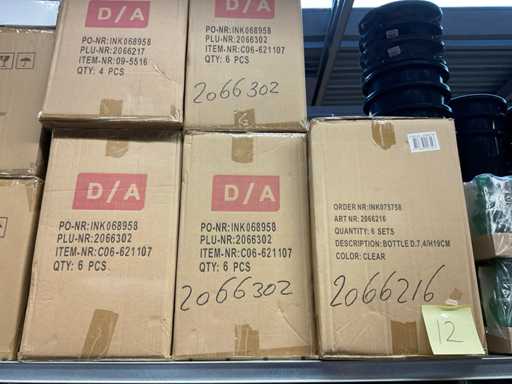 D/A
PO-NR:INK068958
PLU-NR:2066217
ITEM-NR:09-5516
QTY: 4 PCS
D/A
PO-NR:INK068958
PLU-NR:2066302
ITEM-NR:C06-621107
QTY: 6 PCS
2066302
6
D/A
PO-NR:INK068958
PLU-NR:2066302
ITEM-NR:C06-621107
QTY: 6 PCS
D/A
PO-NR:INK068958
PLU-NR:2066302
ITEM-NR:C06-621107
QTY: 6 PCS
2066302
ORDER NR:INK075758
ART NR:2066216
QUANTITY: 6 SETS
DESCRIPTION:BOTTLE D.7,4/H19CM
COLOR: CLEAR
2066216
12